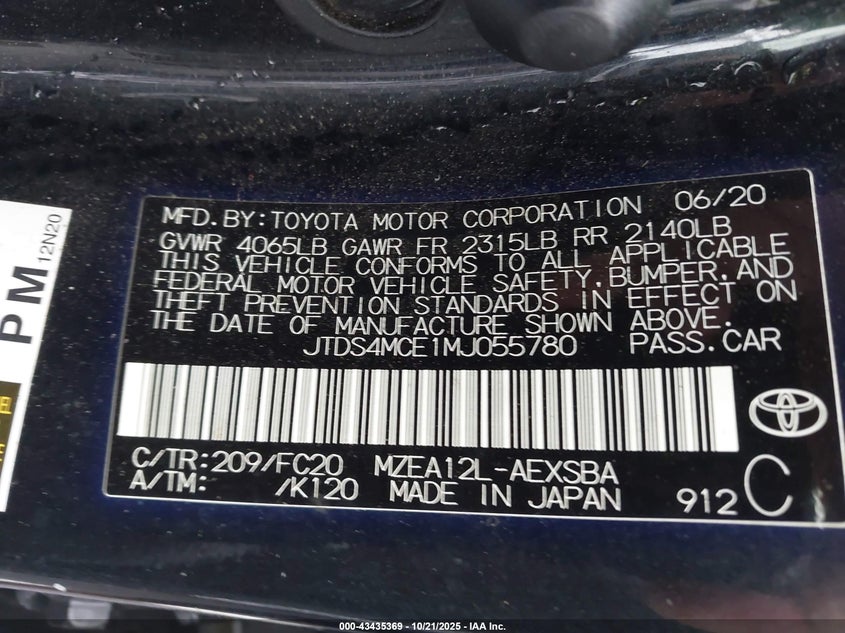 MFD.BY:TOYOTA MOTOR CORPORATION 06/20
GVWR 4065LB GAWR FR 2315LB RR 2140LB
THIS VEHICLE CONFORMS TO ALL APPLICABLE
FEDERAL MOTOR VEHICLE SAFETY,BUMPER,AND
THEFT PREVENTION STANDARDS IN EFFECT ON
THE DATE OF MANUFACTURE SHOWN ABOVE.
JTDS4MCE1MJ055780 PASS.CAR
C/TR:209/FC20 MZEA12L-AEXSBA
A/TM: /K120 MADE IN JAPAN 912 C
PM 12N20
000-43435369 - 10/21/2025 - IAA Inc.